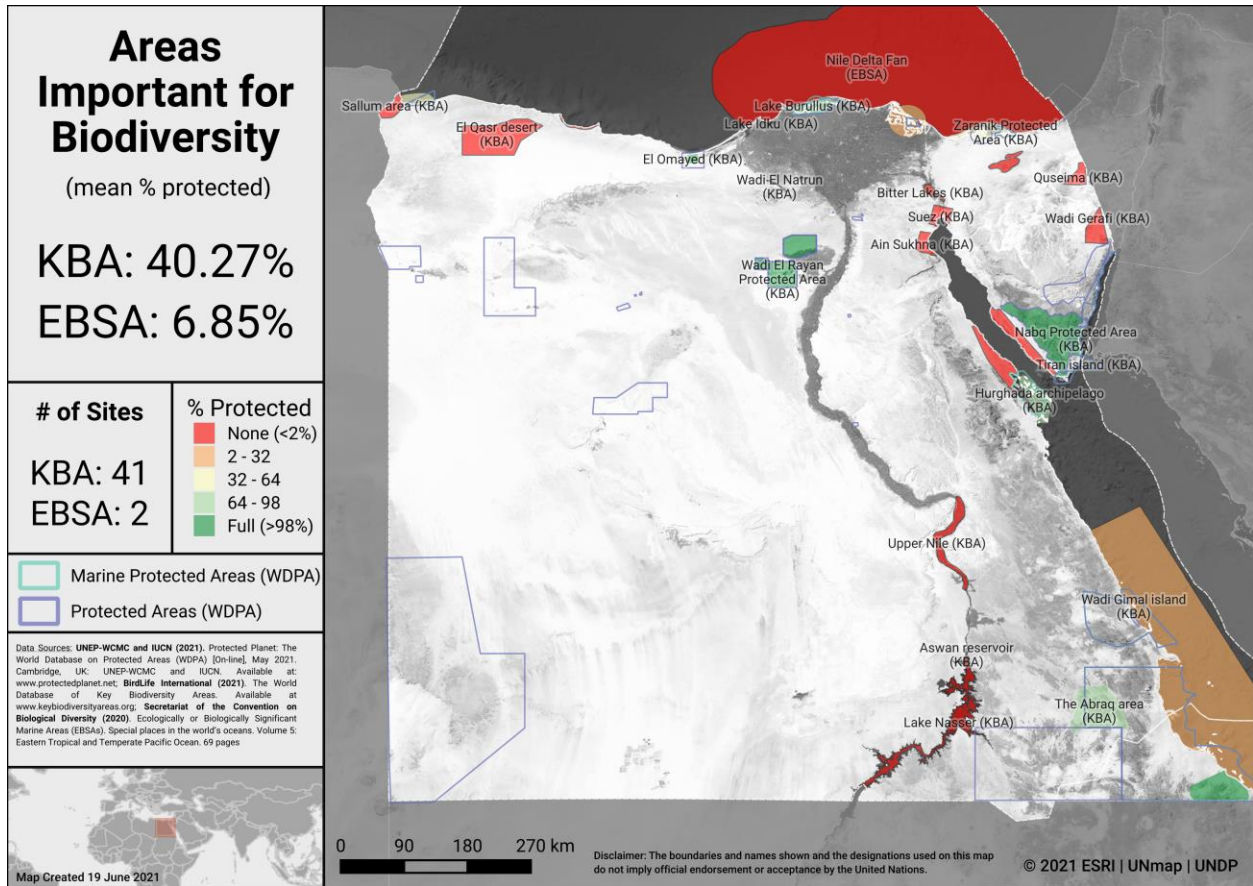 Areas
Important for
Biodiversity
(mean % protected)
KBA: 40.27%
EBSA: 6.85%
# of Sites
KBA: 41
EBSA: 2
% Protected
None (<2%)
2 - 32
32 - 64
64 - 98
Full (>98%)
Marine Protected Areas (WDPA)
Protected Areas (WDPA)
Data Sources: UNEP-WCMC and IUCN (2021). Protected Planet: The
World Database on Protected Areas (WDPA) [On-line], May 2021.
Cambridge, UK: UNEP-WCMC and IUCN. Available at:
www.protectedplanet.net; BirdLife International (2021). The World
Database of Key Biodiversity Areas. Available at
www.keybiodiversityareas.org; Secretariat of the Convention on
Biological Diversity (2020). Ecologically or Biologically Significant
Marine Areas (EBSAs). Special places in the world's oceans. Volume 5:
Eastern Tropical and Temperate Pacific Ocean. 69 pages
Map Created 19 June 2021
Nile Delta Fan
(EBSA)
Sallum area (KBA)
Lake Burullus (KBA)
El Qasr desert
(KBA)
Lake Idku (KBA)
Zaranik Protected
Area (KBA)
El Omayed (KBA)
Wadi El Natrun
(KBA)
Quseima (KBA)
Bitter Lakes (KBA)
Suez (KBA)
Wadi Gerafi (KBA)
Ain Sukhna (KBA)
Wadi El Rayan
Protected Area
(KBA)
Nabq Protected Area
(KBA)
Tiran island (KBA)
Hurghada archipelago
(KBA)
Upper Nile (KBA)
Wadi Gimal island
(KBA)
Aswan reservoir
(KBA)
The Abraq area
(KBA)
Lake Nasser (KBA)
0 90 180 270 km
Disclaimer: The boundaries and names shown and the designations used on this map
do not imply official endorsement or acceptance by the United Nations.
© 2021 ESRI | UNmap | UNDP